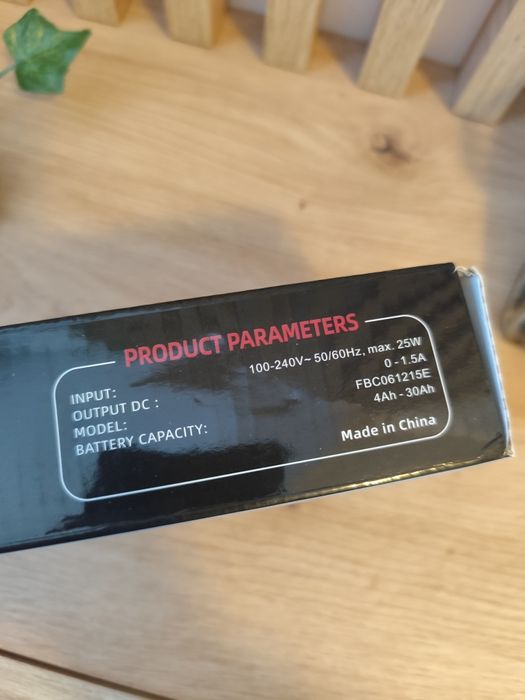 PRODUCT PARAMETERS
INPUT: 100-240V~ 50/60Hz, max. 25W
OUTPUT DC : 0 - 1.5A
MODEL: FBC061215E
BATTERY CAPACITY: 4Ah - 30Ah
Made in China